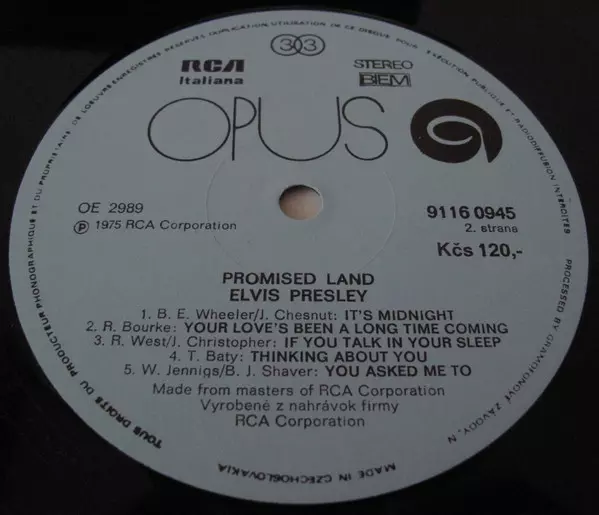 TOUS DROITS DU PRODUCTEUR PHONOGRAPHIQUE ET DU PROPRIETAIRE DE L'OEUVRE ENREGISTREE RESERVES. DUPLICATION, UTILISATION DE CE DISQUE POUR EXECUTION PUBLIQUE ET RADIODIFFUSION INTERDITES
33
RCA
Italiana
STEREO
BIEM
OPUS
OE 2989
9116 0945
℗ 1975 RCA Corporation
2. strana
Kčs 120,-
PROMISED LAND
ELVIS PRESLEY
1. B. E. Wheeler/J. Chesnut: IT'S MIDNIGHT
2. R. Bourke: YOUR LOVE'S BEEN A LONG TIME COMING
3. R. West/J. Christopher: IF YOU TALK IN YOUR SLEEP
4. T. Baty: THINKING ABOUT YOU
5. W. Jennigs/B. J. Shaver: YOU ASKED ME TO
Made from masters of RCA Corporation
Vyrobené z nahrávok firmy
RCA Corporation
MADE IN CZECHOSLOVAKIA
PROCESSED BY GRAMOFONOVÉ ZÁVODY, N